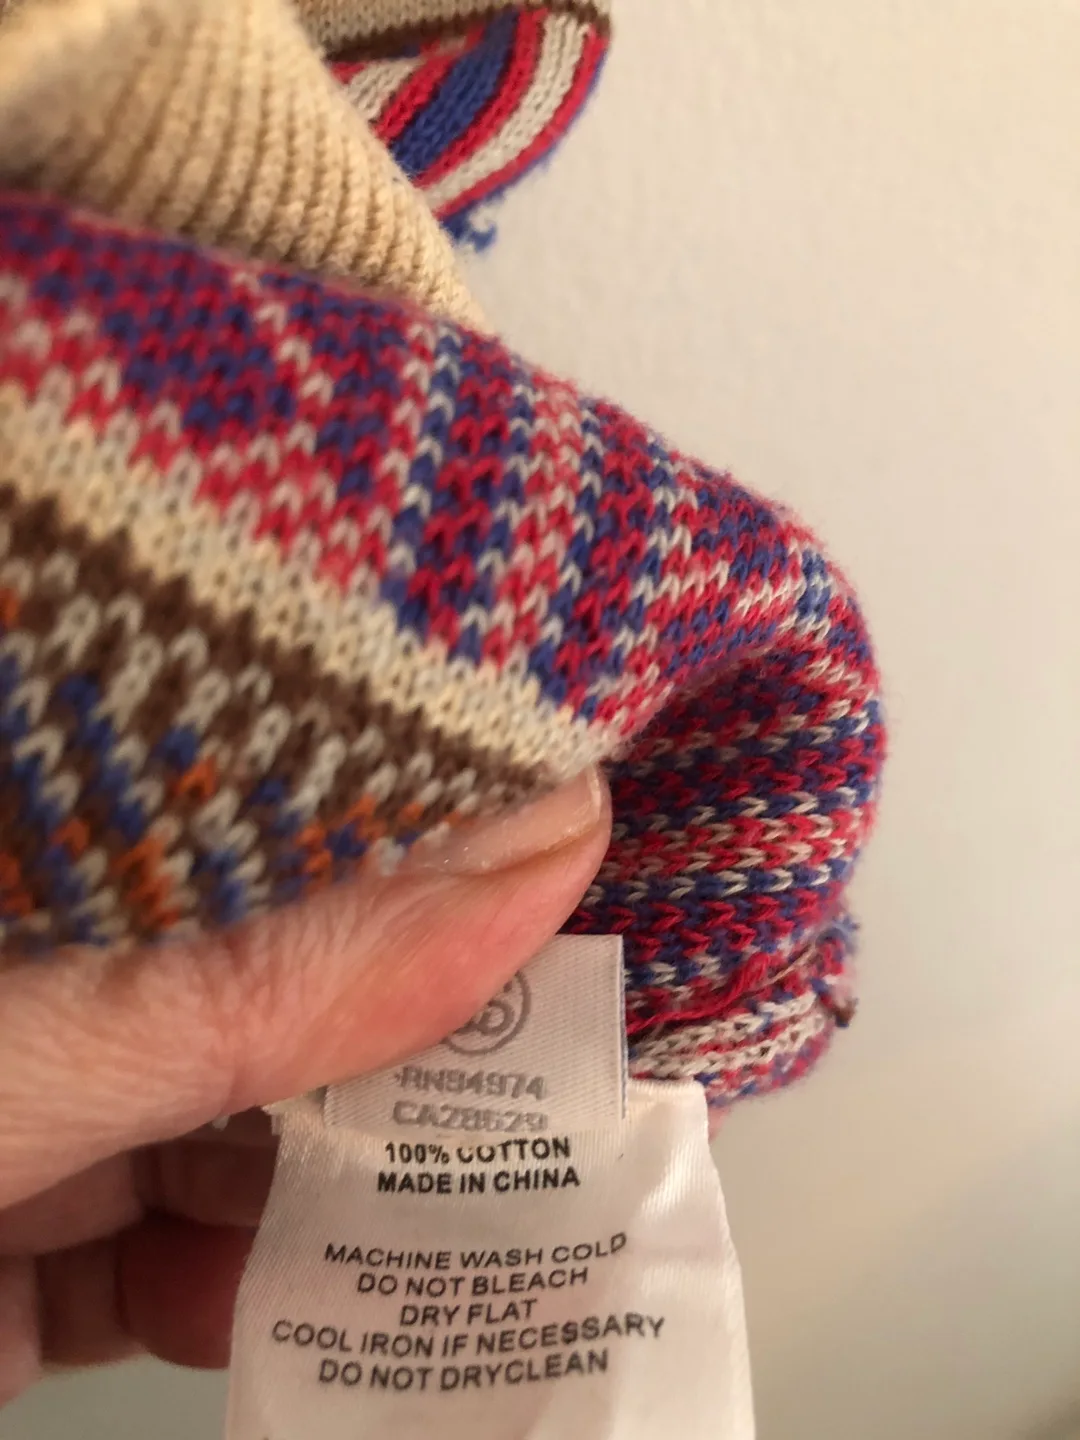 RN94974
CA28529
100% COTTON
MADE IN CHINA
MACHINE WASH COLD
DO NOT BLEACH
DRY FLAT
COOL IRON IF NECESSARY
DO NOT DRYCLEAN